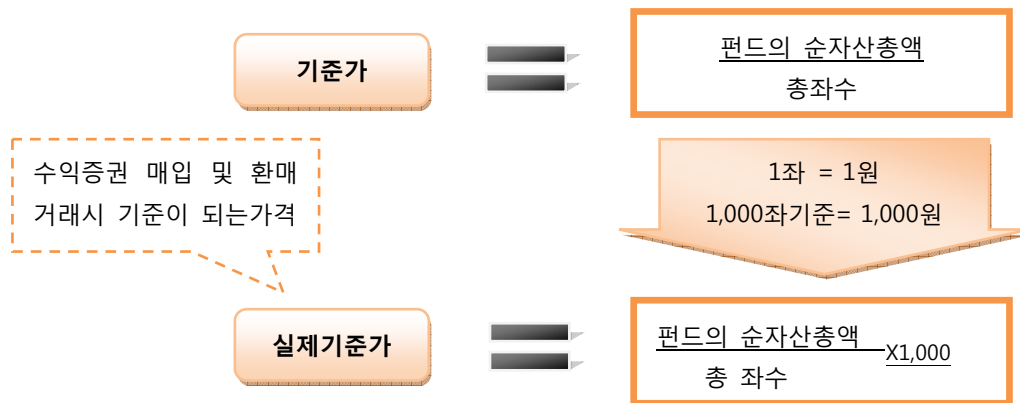 기준가
펀드의 순자산총액
총좌수
수익증권 매입 및 환매
거래시 기준이 되는가격
1좌 = 1원
1,000좌기준= 1,000원
실제기준가
펀드의 순자산총액 X1,000
총 좌수